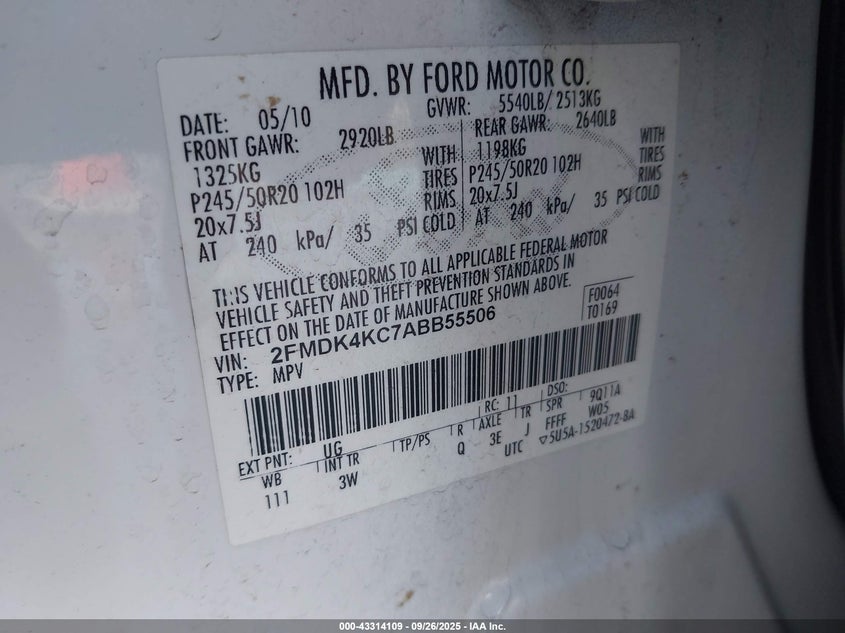 MFD. BY FORD MOTOR CO.
DATE: 05/10 GVWR: 5540LB/ 2513KG
FRONT GAWR: 2920LB REAR GAWR: 2640LB
1325KG WITH 1198KG WITH
P245/50R20 102H TIRES P245/50R20 102H TIRES
20x7.5J RIMS 20x7.5J RIMS
AT 240 kPa/ 35 PSI COLD AT 240 kPa/ 35 PSI COLD
THIS VEHICLE CONFORMS TO ALL APPLICABLE FEDERAL MOTOR
VEHICLE SAFETY AND THEFT PREVENTION STANDARDS IN
EFFECT ON THE DATE OF MANUFACTURE SHOWN ABOVE.
VIN: 2FMDK4KC7ABB55506 F0064
TYPE: MPV T0169
EXT PNT: UG RC: 11 DSO:
WB INT TR TP/PS R AXLE TR SPR 9Q11A
111 3W Q 3E J FFFF W05
UTC ▽5U5A-1520472-BA
000-43314109 - 09/26/2025 - IAA Inc.